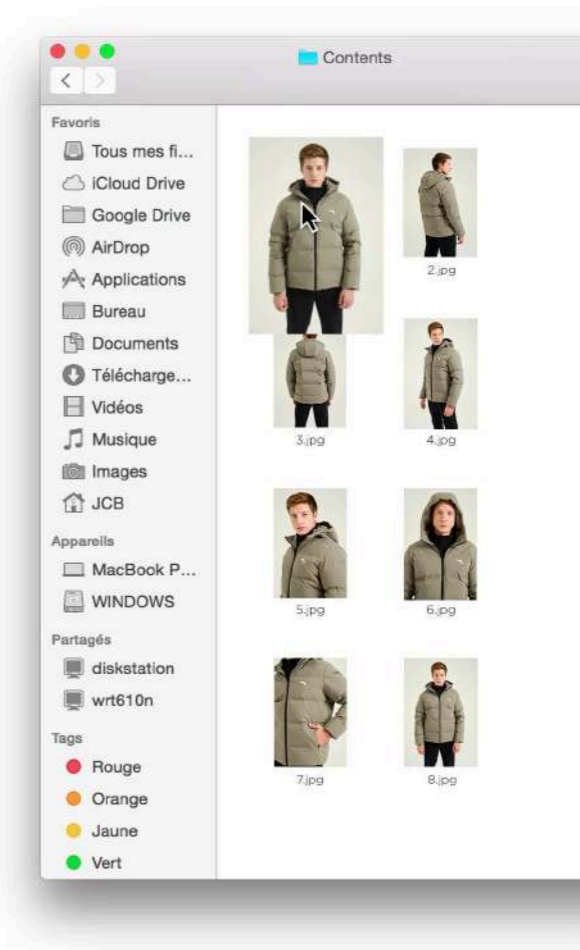 Contents
Favoris
Tous mes fi...
iCloud Drive
Google Drive
AirDrop
Applications
Bureau
Documents
Télécharge...
Vidéos
Musique
Images
JCB
Appareils
MacBook P...
WINDOWS
Partagés
diskstation
wrt610n
Tags
Rouge
Orange
Jaune
Vert
2.jpg
3.jpg
4.jpg
5.jpg
6.jpg
7.jpg
8.jpg